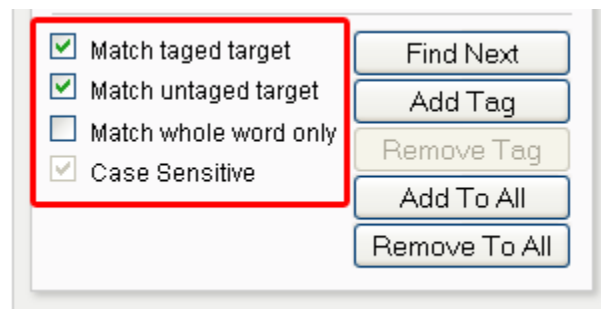 Match taged target
Match untaged target
Match whole word only
Case Sensitive
Find Next
Add Tag
Remove Tag
Add To All
Remove To All